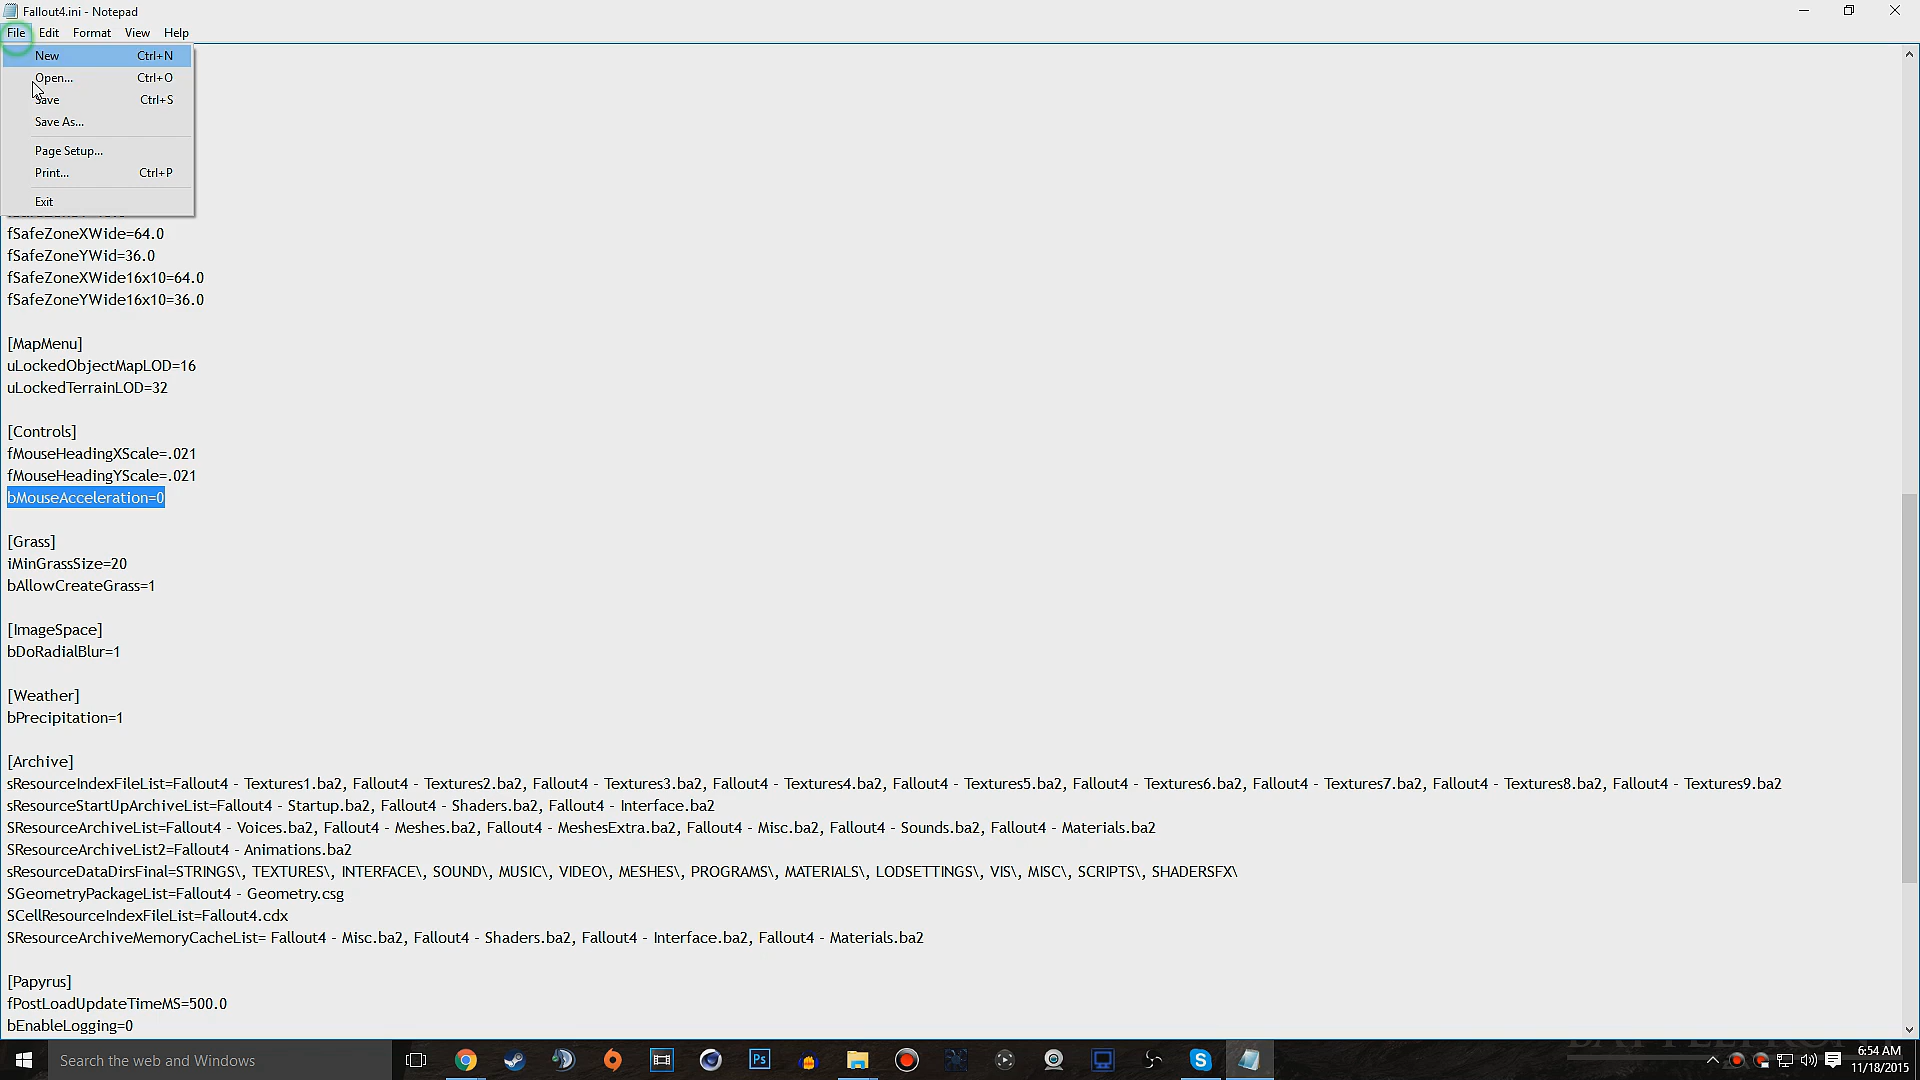 Fallout4.ini - Notepad
File Edit Format View Help
New Ctrl+N
Open... Ctrl+O
Save Ctrl+S
Save As...
Page Setup...
Print... Ctrl+P
Exit
fSafeZoneXWide=64.0
fSafeZoneYWid=36.0
fSafeZoneXWide16x10=64.0
fSafeZoneYWide16x10=36.0
[MapMenu]
uLockedObjectMapLOD=16
uLockedTerrainLOD=32
[Controls]
fMouseHeadingXScale=.021
fMouseHeadingYScale=.021
bMouseAcceleration=0
[Grass]
iMinGrassSize=20
bAllowCreateGrass=1
[ImageSpace]
bDoRadialBlur=1
[Weather]
bPrecipitation=1
[Archive]
sResourceIndexFileList=Fallout4 - Textures1.ba2, Fallout4 - Textures2.ba2, Fallout4 - Textures3.ba2, Fallout4 - Textures4.ba2, Fallout4 - Textures5.ba2, Fallout4 - Textures6.ba2, Fallout4 - Textures7.ba2, Fallout4 - Textures8.ba2, Fallout4 - Textures9.ba2
sResourceStartUpArchiveList=Fallout4 - Startup.ba2, Fallout4 - Shaders.ba2, Fallout4 - Interface.ba2
SResourceArchiveList=Fallout4 - Voices.ba2, Fallout4 - Meshes.ba2, Fallout4 - MeshesExtra.ba2, Fallout4 - Misc.ba2, Fallout4 - Sounds.ba2, Fallout4 - Materials.ba2
SResourceArchiveList2=Fallout4 - Animations.ba2
sResourceDataDirsFinal=STRINGS\, TEXTURES\, INTERFACE\, SOUND\, MUSIC\, VIDEO\, MESHES\, PROGRAMS\, MATERIALS\, LODSETTINGS\, VIS\, MISC\, SCRIPTS\, SHADERSFX\
SGeometryPackageList=Fallout4 - Geometry.csg
SCellResourceIndexFileList=Fallout4.cdx
SResourceArchiveMemoryCacheList= Fallout4 - Misc.ba2, Fallout4 - Shaders.ba2, Fallout4 - Interface.ba2, Fallout4 - Materials.ba2
[Papyrus]
fPostLoadUpdateTimeMS=500.0
bEnableLogging=0
Search the web and Windows
Ps
6:54 AM
11/18/2015